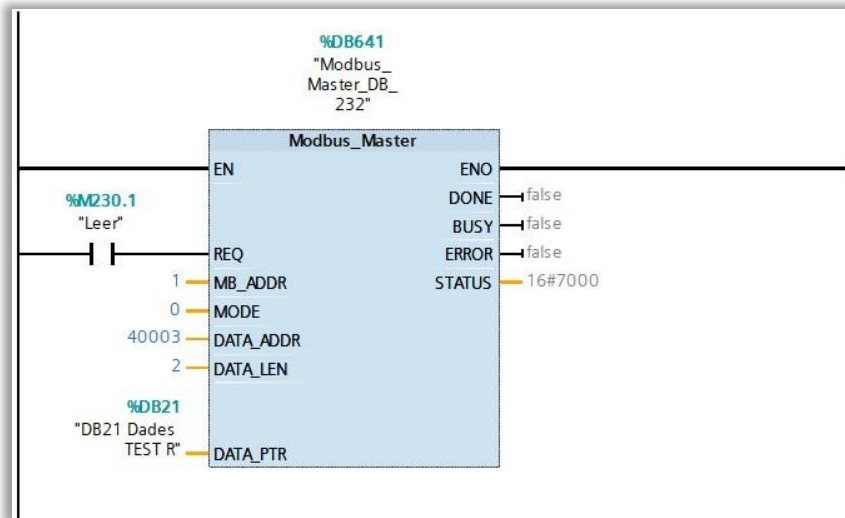 %DB641
"Modbus_
Master_DB_
232"
Modbus_Master
EN ENO
DONE false
%M230.1
"Leer"
BUSY false
REQ ERROR false
1 MB_ADDR STATUS 16#7000
0 MODE
40003 DATA_ADDR
2 DATA_LEN
%DB21
"DB21 Dades
TEST R" DATA_PTR